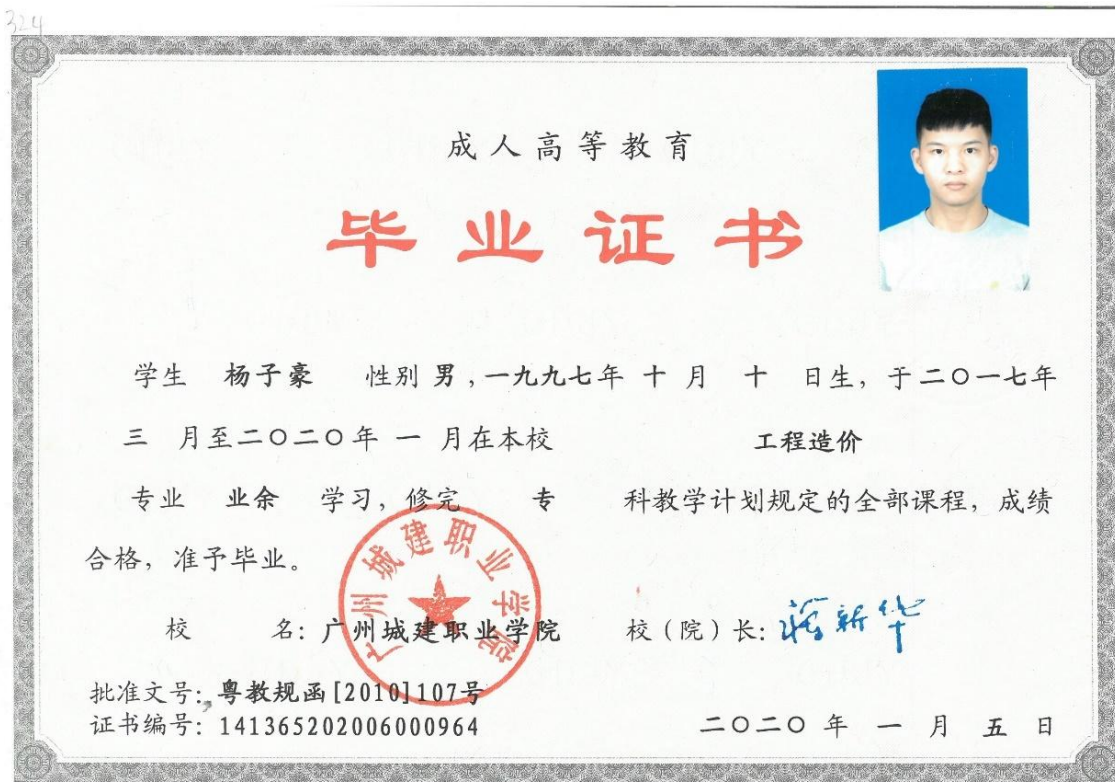 324
成人高等教育
毕业证书
学生 杨子豪 性别 男,一九九七年 十 月 十 日生, 于二〇一七年
三 月至二〇二〇年 一 月在本校 工程造价
专业 业余 学习, 修完 专 科教学计划规定的全部课程, 成绩
合格, 准予毕业。
广州城建职业学院
校 名: 广州城建职业学院 校(院)长: 蒋新华
批准文号: 粤教规函[2010]107号
证书编号: 141365202006000964 二〇二〇 年 一 月 五 日